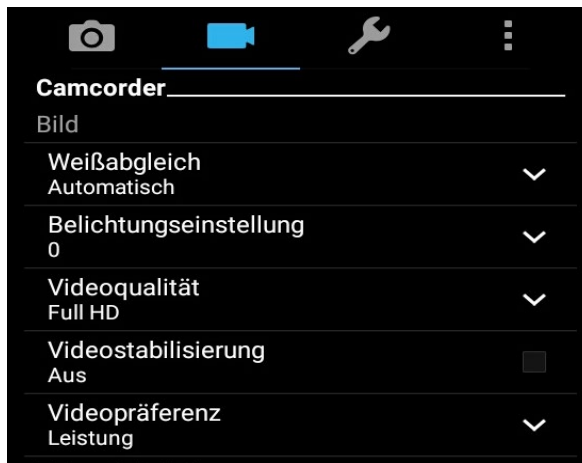 Camcorder
Bild
Weißabgleich
Automatisch
Belichtungseinstellung
0
Videoqualität
Full HD
Videostabilisierung
Aus
Videopräferenz
Leistung